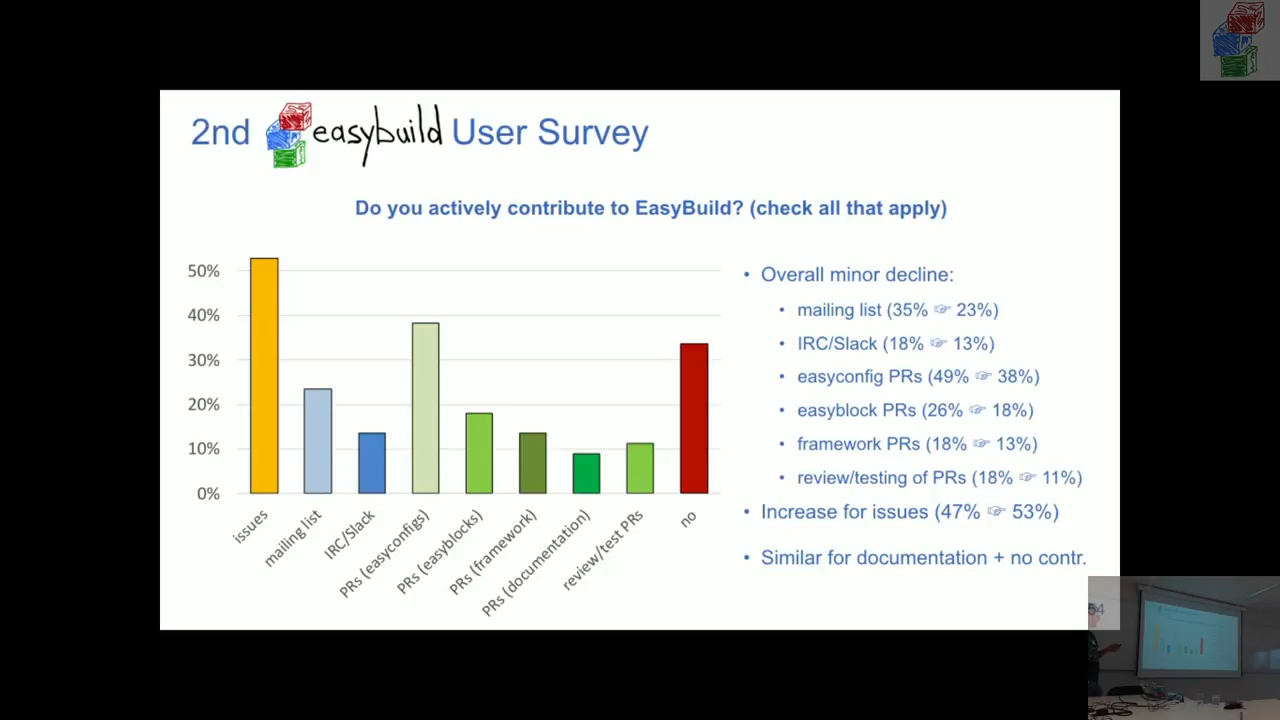 2nd easybuild User Survey
Do you actively contribute to EasyBuild? (check all that apply)
50%
40%
30%
20%
10%
0%
issues
mailing list
IRC/Slack
PRs (easyconfigs)
PRs (easyblocks)
PRs (framework)
PRs (documentation)
review/test PRs
no
• Overall minor decline:
• mailing list (35% ☞ 23%)
• IRC/Slack (18% ☞ 13%)
• easyconfig PRs (49% ☞ 38%)
• easyblock PRs (26% ☞ 18%)
• framework PRs (18% ☞ 13%)
• review/testing of PRs (18% ☞ 11%)
• Increase for issues (47% ☞ 53%)
• Similar for documentation + no contr.